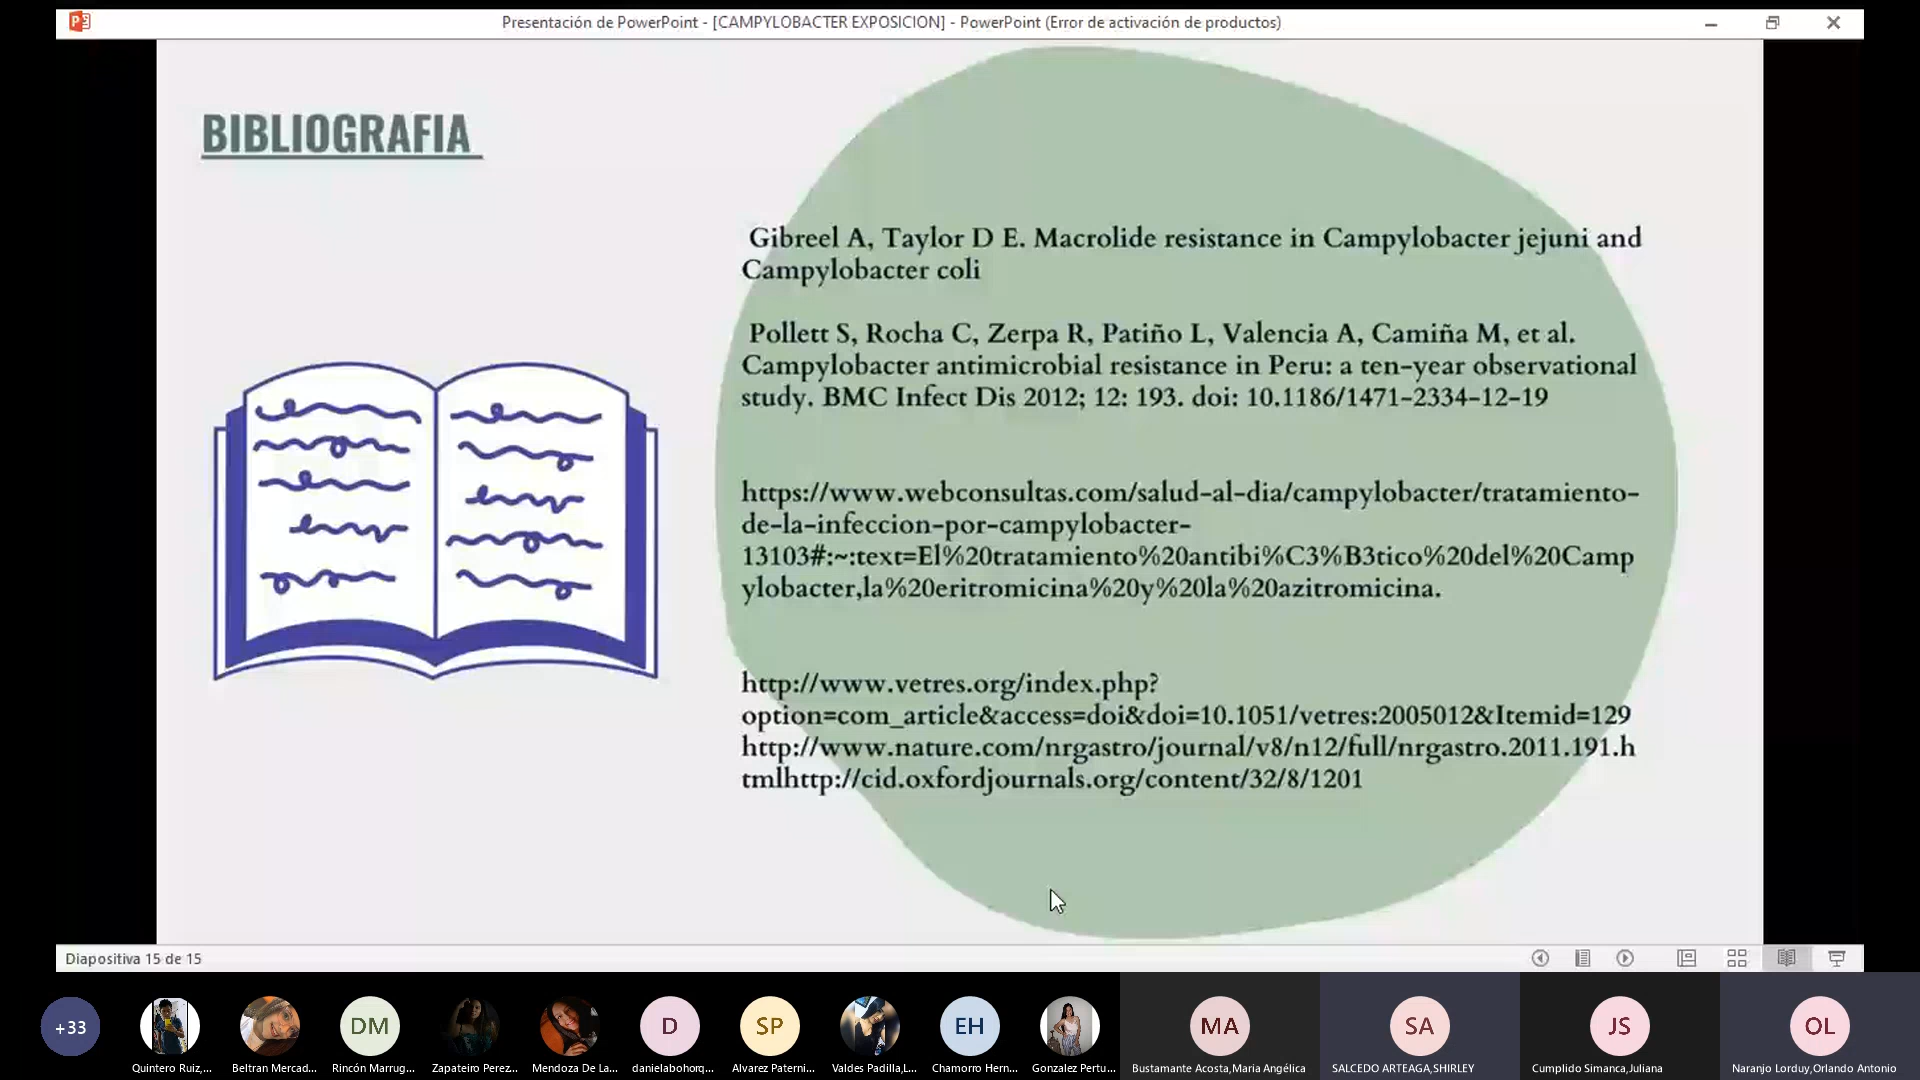 Presentación de PowerPoint - [CAMPYLOBACTER EXPOSICION] - PowerPoint (Error de activación de productos)
BIBLIOGRAFIA
Gibreel A, Taylor D E. Macrolide resistance in Campylobacter jejuni and
Campylobacter coli
Pollett S, Rocha C, Zerpa R, Patiño L, Valencia A, Camiña M, et al.
Campylobacter antimicrobial resistance in Peru: a ten-year observational
study. BMC Infect Dis 2012; 12: 193. doi: 10.1186/1471-2334-12-19
https://www.webconsultas.com/salud-al-dia/campylobacter/tratamiento-
de-la-infeccion-por-campylobacter-
13103#:~:text=El%20tratamiento%20antibi%C3%B3tico%20del%20Camp
ylobacter,la%20eritromicina%20y%20la%20azitromicina.
http://www.vetres.org/index.php?
option=com_article&access=doi&doi=10.1051/vetres:2005012&Itemid=129
http://www.nature.com/nrgastro/journal/v8/n12/full/nrgastro.2011.191.h
tmlhttp://cid.oxfordjournals.org/content/32/8/1201
Diapositiva 15 de 15
+33
DM
D
SP
EH
MA
SA
JS
OL
Quintero Ruiz,...
Beltran Mercad...
Rincón Marrug...
Zapateiro Perez...
Mendoza De La...
danielabohorq...
Alvarez Paterni...
Valdes Padilla,L...
Chamorro Hern...
Gonzalez Pertu...
Bustamante Acosta,Maria Angélica
SALCEDO ARTEAGA,SHIRLEY
Cumplido Simanca,Juliana
Naranjo Lorduy,Orlando Antonio